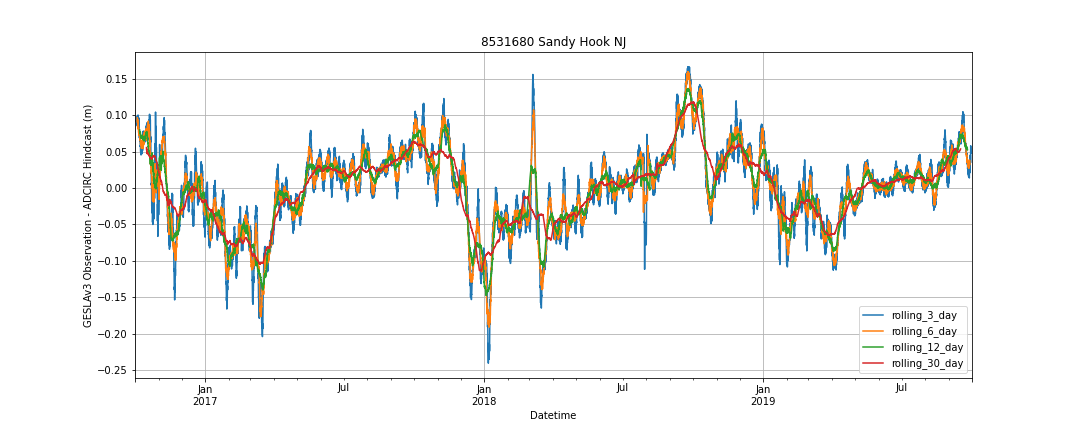 8531680 Sandy Hook NJ
GESLAv3 Observation - ADCIRC Hindcast (m)
0.15
0.10
0.05
0.00
−0.05
−0.10
−0.15
−0.20
−0.25
rolling_3_day
rolling_6_day
rolling_12_day
rolling_30_day
Jan Jul Jan Jul Jan Jul
2017 2018 2019
Datetime